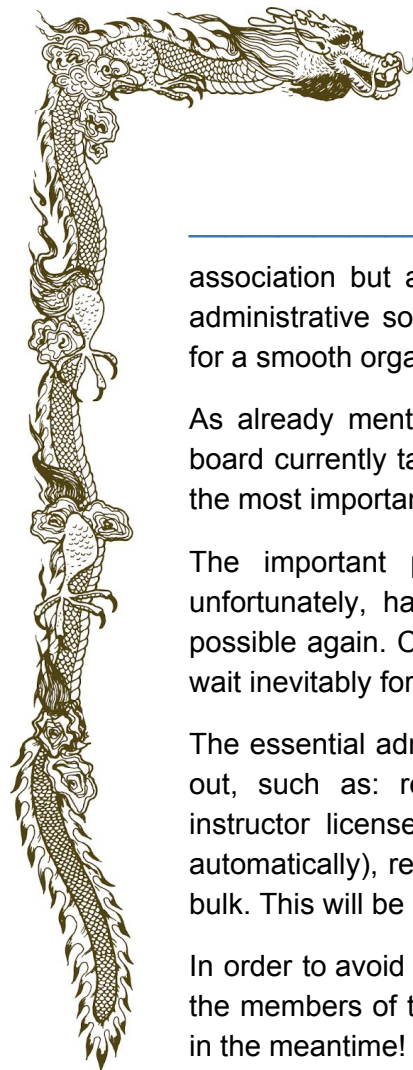 association but a
administrative so
for a smooth orga
As already ment
board currently ta
the most importar
The important p
unfortunately, ha
possible again. C
wait inevitably for
The essential adr
out, such as: re
instructor license
automatically), re
bulk. This will be
In order to avoid
the members of t
in the meantime!